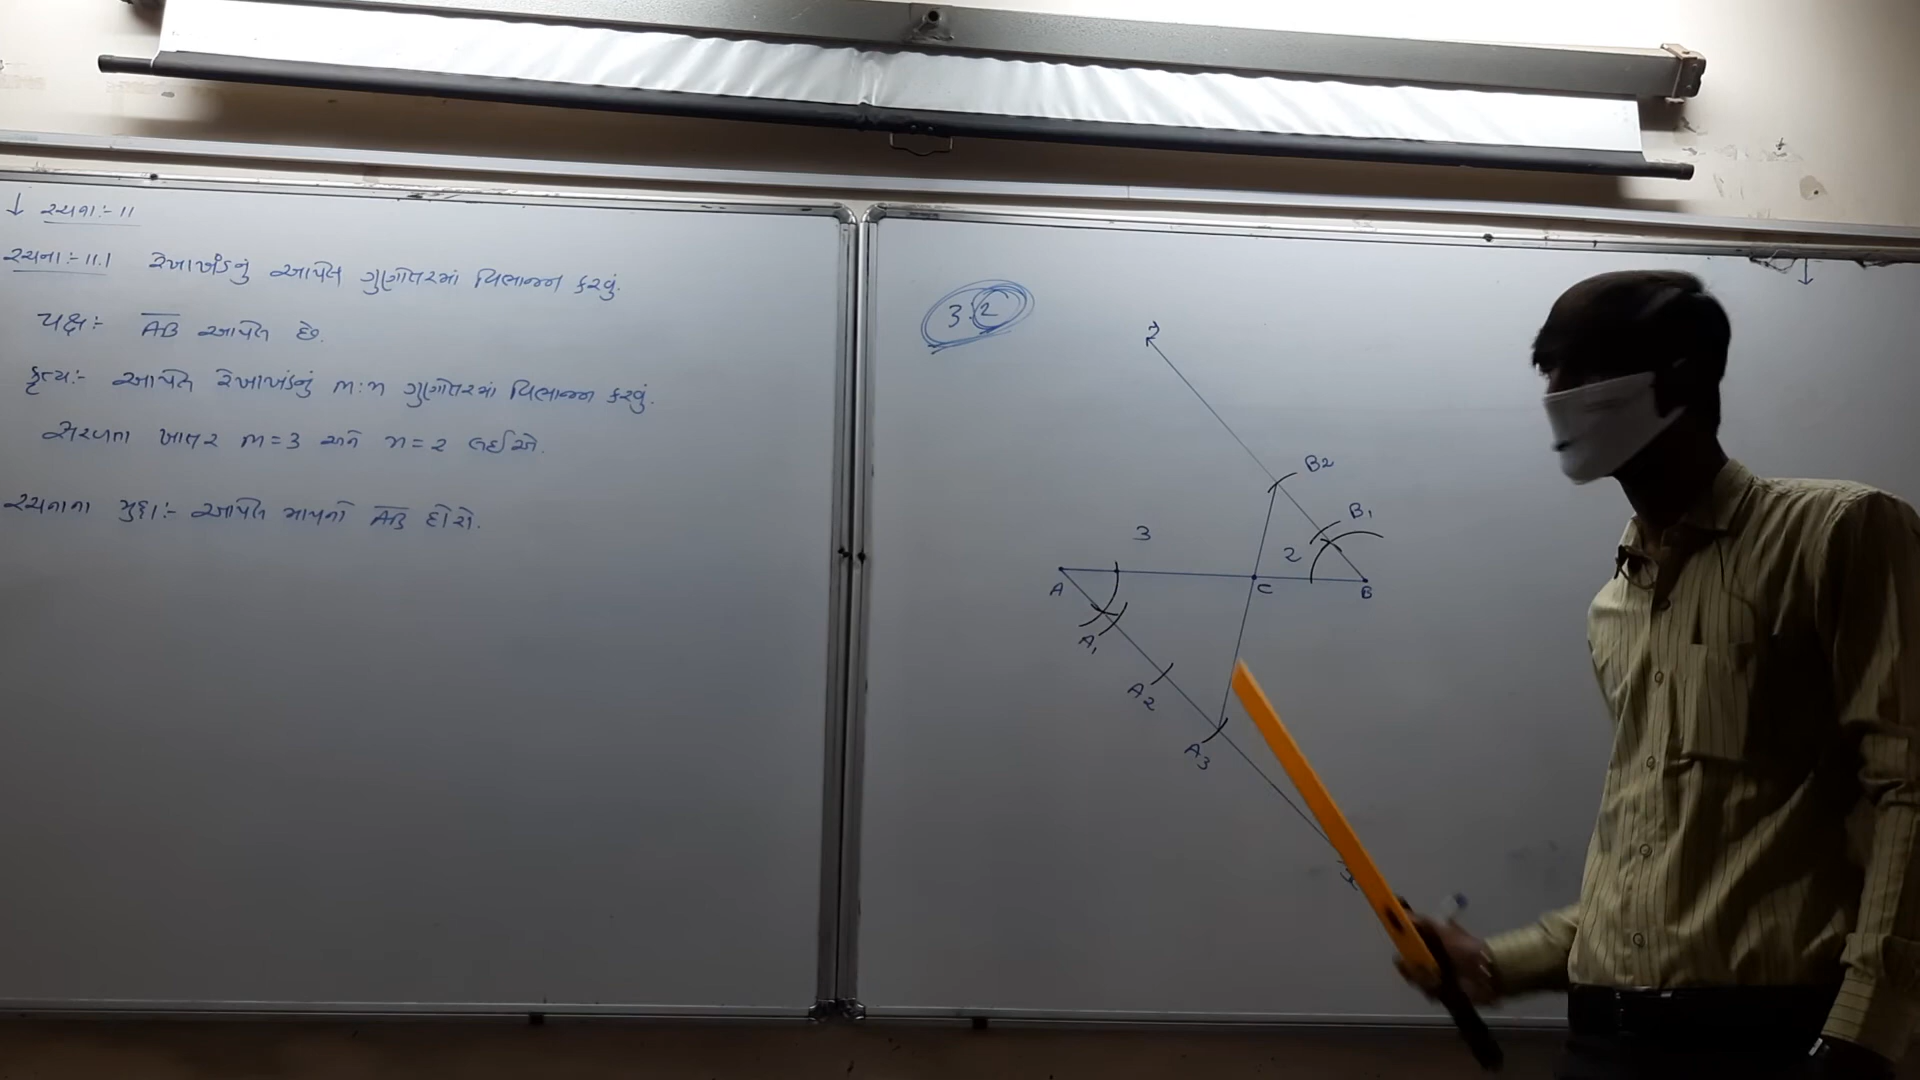 ↓ રચના:- 11
રચના:- 11.1 રેખાખંડનું આપેલ ગુણોત્તરમાં વિભાજન કરવું.
પક્ષ:- AB આપેલ છે.
કૃત્ય:- આપેલ રેખાખંડનું m:n ગુણોત્તરમાં વિભાજન કરવું.
સરળતા ખાતર m=3 અને n=2 લઈએ.
રચનાના મુદ્દા:- આપેલ માપનો AB દોરો.
3:2
B2
B1
3
2
A
C
B
A1
A2
A3
x